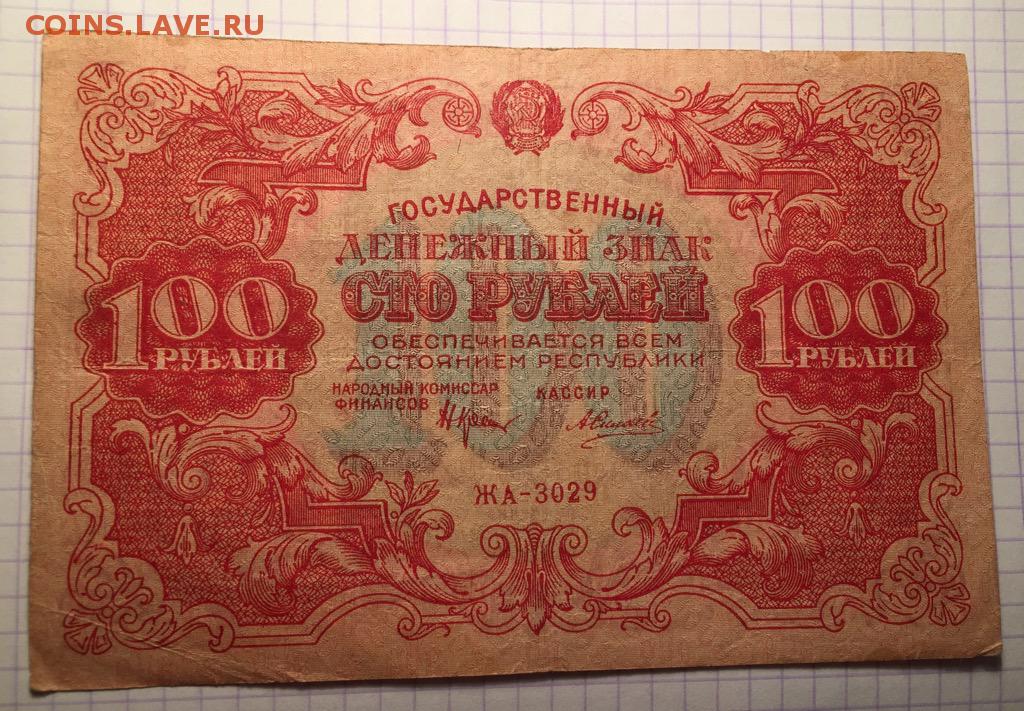 COINS.LAVE.RU
ГОСУДАРСТВЕННЫЙ
ДЕНЕЖНЫЙ ЗНАК
СТО РУБЛЕЙ
100
100
100
РУБЛЕЙ
РУБЛЕЙ
ОБЕСПЕЧИВАЕТСЯ ВСЕМ
ДОСТОЯНИЕМ РЕСПУБЛИКИ
НАРОДНЫЙ КОМИССАР
ФИНАНСОВ
КАССИР
ЖА-3029